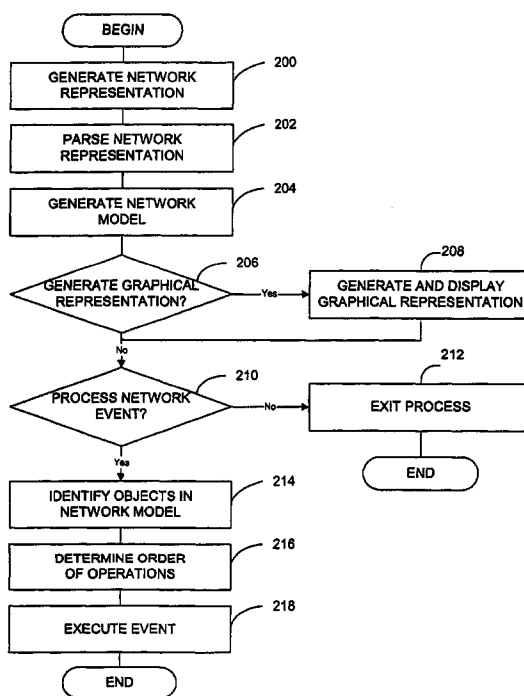 BEGIN
GENERATE NETWORK
REPRESENTATION
200
PARSE NETWORK
REPRESENTATION
202
GENERATE NETWORK
MODEL
204
GENERATE GRAPHICAL
REPRESENTATION?
206
Yes
GENERATE AND DISPLAY
GRAPHICAL REPRESENTATION
208
No
PROCESS NETWORK
EVENT?
210
No
EXIT PROCESS
212
END
Yes
IDENTIFY OBJECTS IN
NETWORK MODEL
214
DETERMINE ORDER
OF OPERATIONS
216
EXECUTE EVENT
218
END